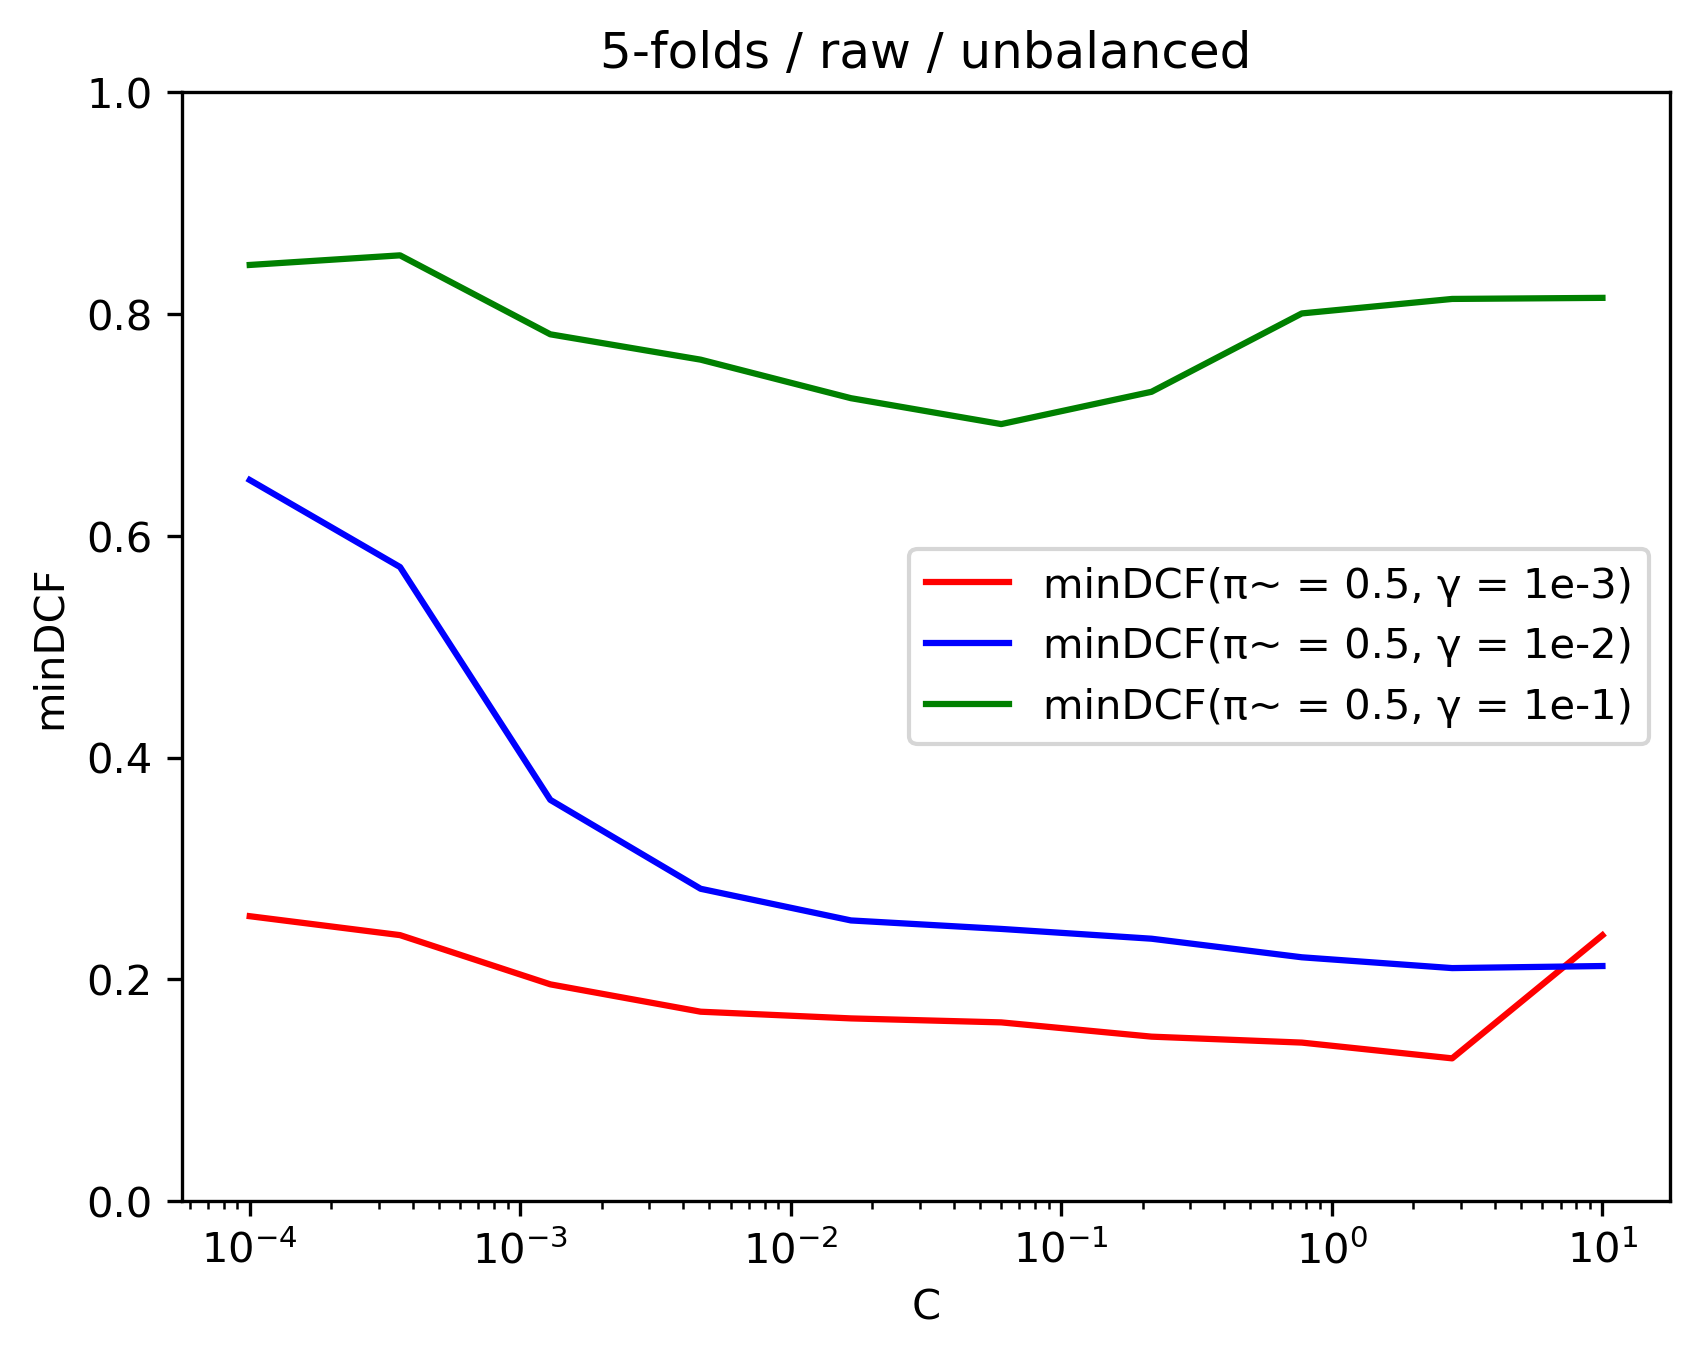 5-folds / raw / unbalanced
1.0
0.8
0.6
0.4
0.2
0.0
minDCF
minDCF(π~ = 0.5, γ = 1e-3)
minDCF(π~ = 0.5, γ = 1e-2)
minDCF(π~ = 0.5, γ = 1e-1)
10⁻⁴ 10⁻³ 10⁻² 10⁻¹ 10⁰ 10¹
C